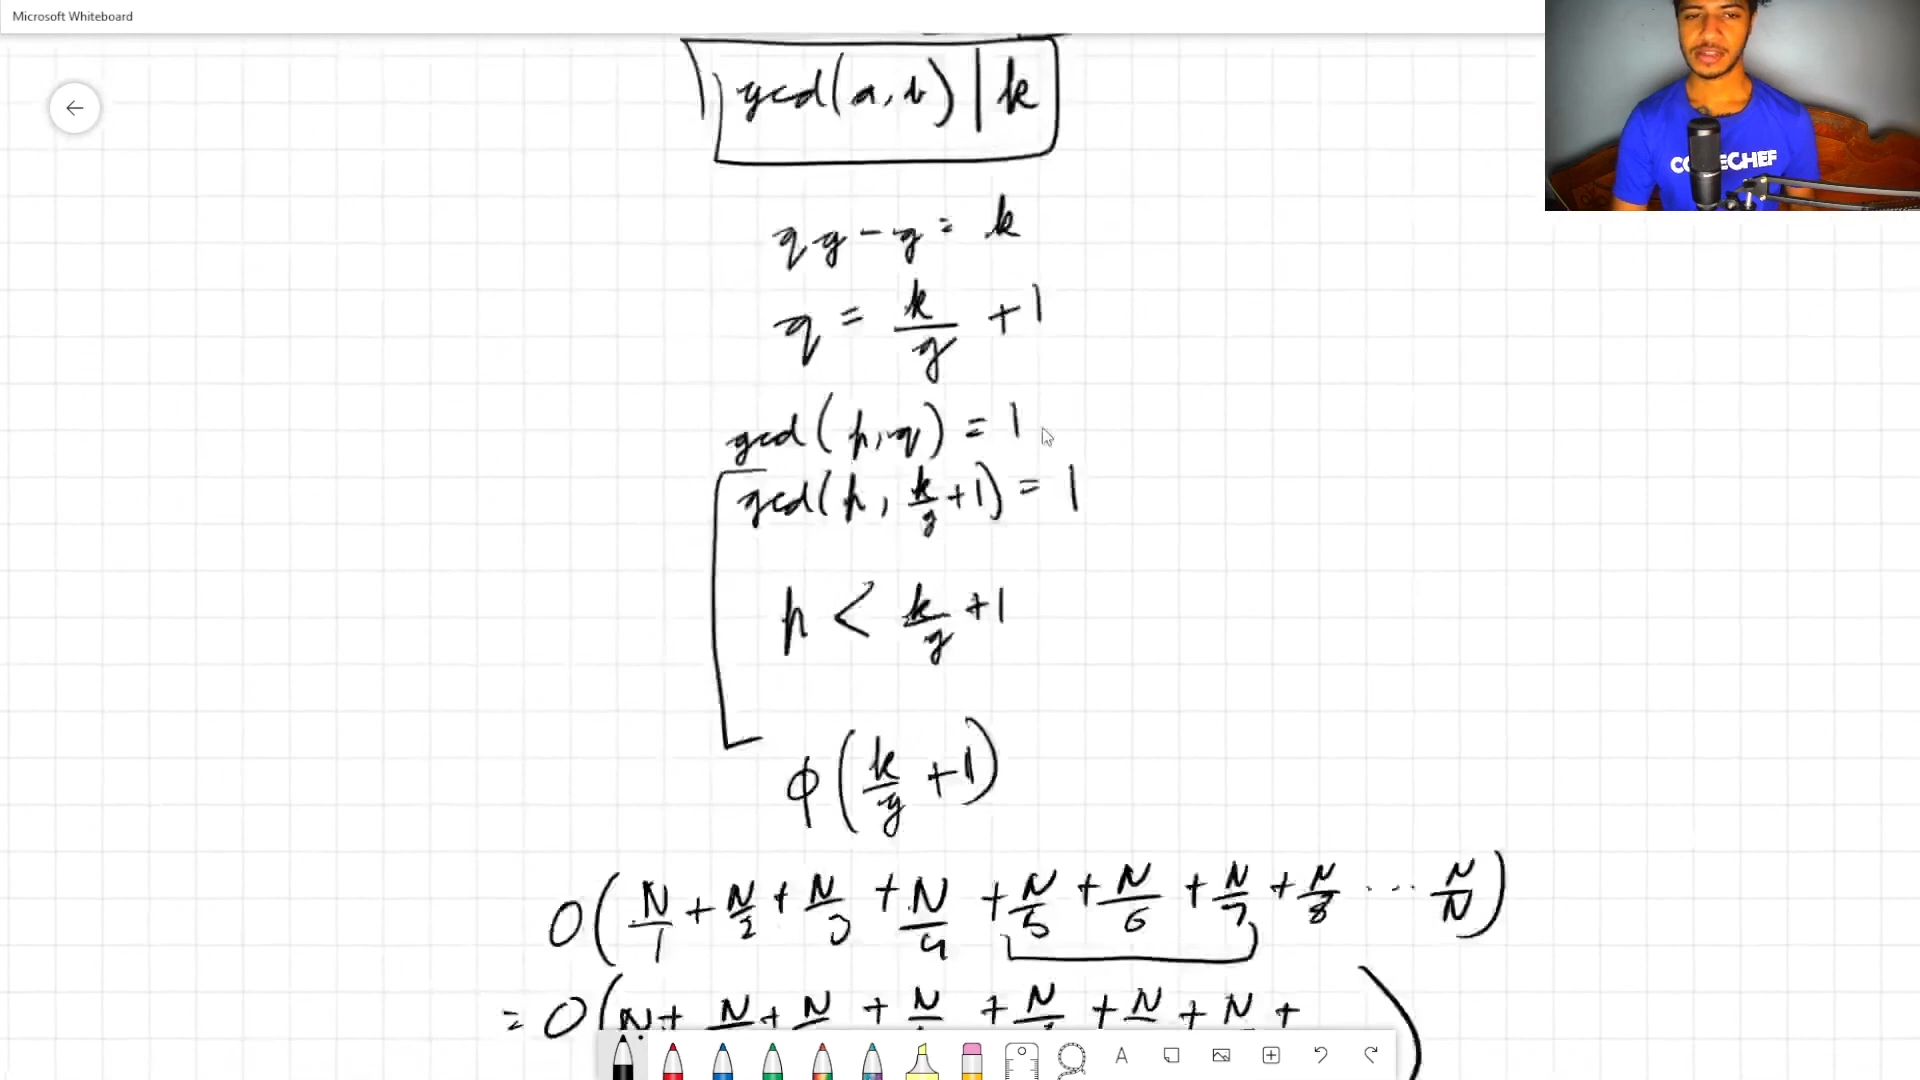 Microsoft Whiteboard
gcd(a,b) | k
qg - g = k
q = k/g + 1
gcd(p,q) = 1
gcd(p, k/g + 1) = 1
p < k/g + 1
ϕ(k/g + 1)
O(N/1 + N/2 + N/3 + N/4 + N/5 + N/6 + N/7 + N/8 ... N/N)
= O(N + N + N + N + N + N + N +
A